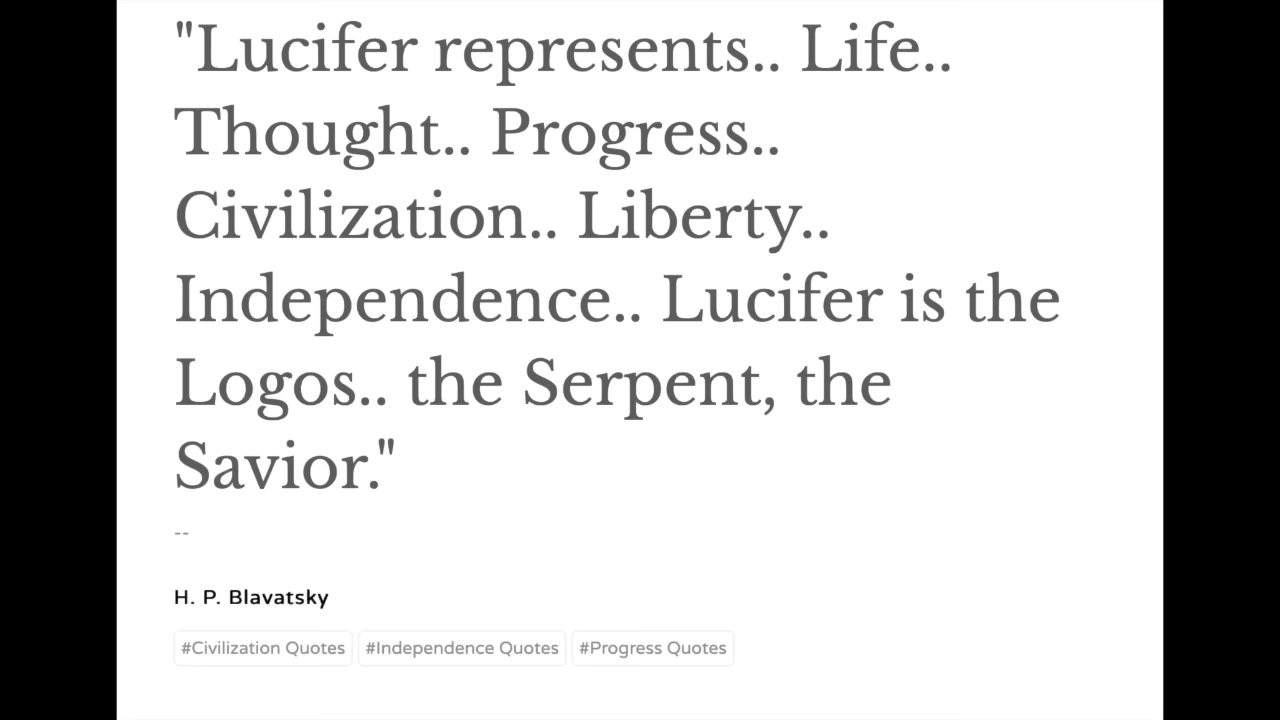 "Lucifer represents.. Life..
Thought.. Progress..
Civilization.. Liberty..
Independence.. Lucifer is the
Logos.. the Serpent, the
Savior."
--
H. P. Blavatsky
#Civilization Quotes #Independence Quotes #Progress Quotes